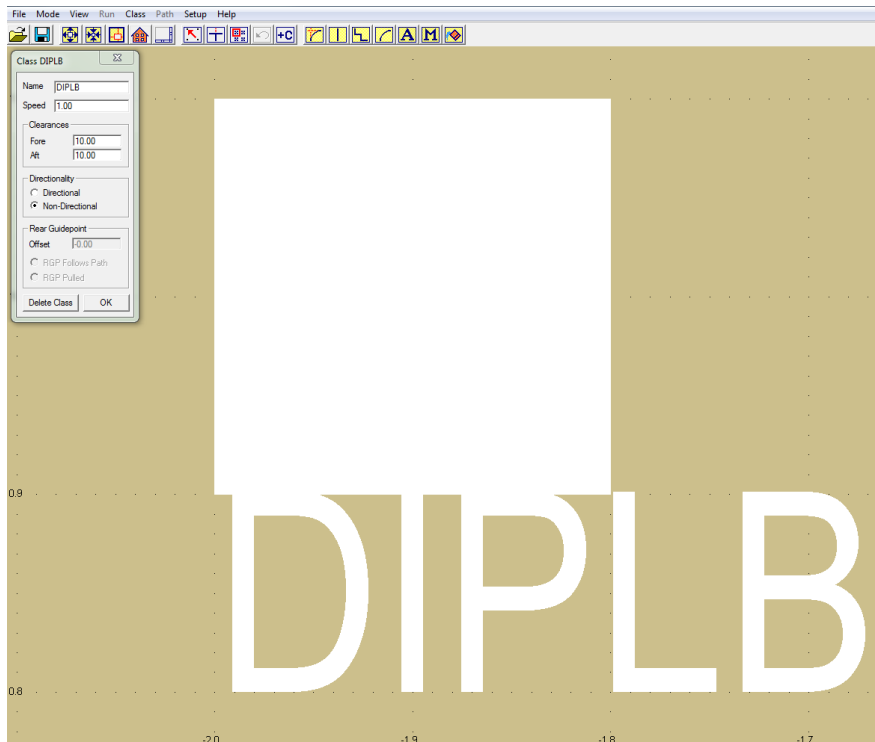 File Mode View Run Class Path Setup Help
+C A M
Class DIPLB
Name DIPLB
Speed 1.00
Clearances
Fore 10.00
Aft 10.00
Directionality
Directional
Non-Directional
Rear Guidepoint
Offset -0.00
RGP Follows Path
RGP Pulled
Delete Class OK
0.9
DIPLB
0.8
-2.0 -1.9 -1.8 -1.7